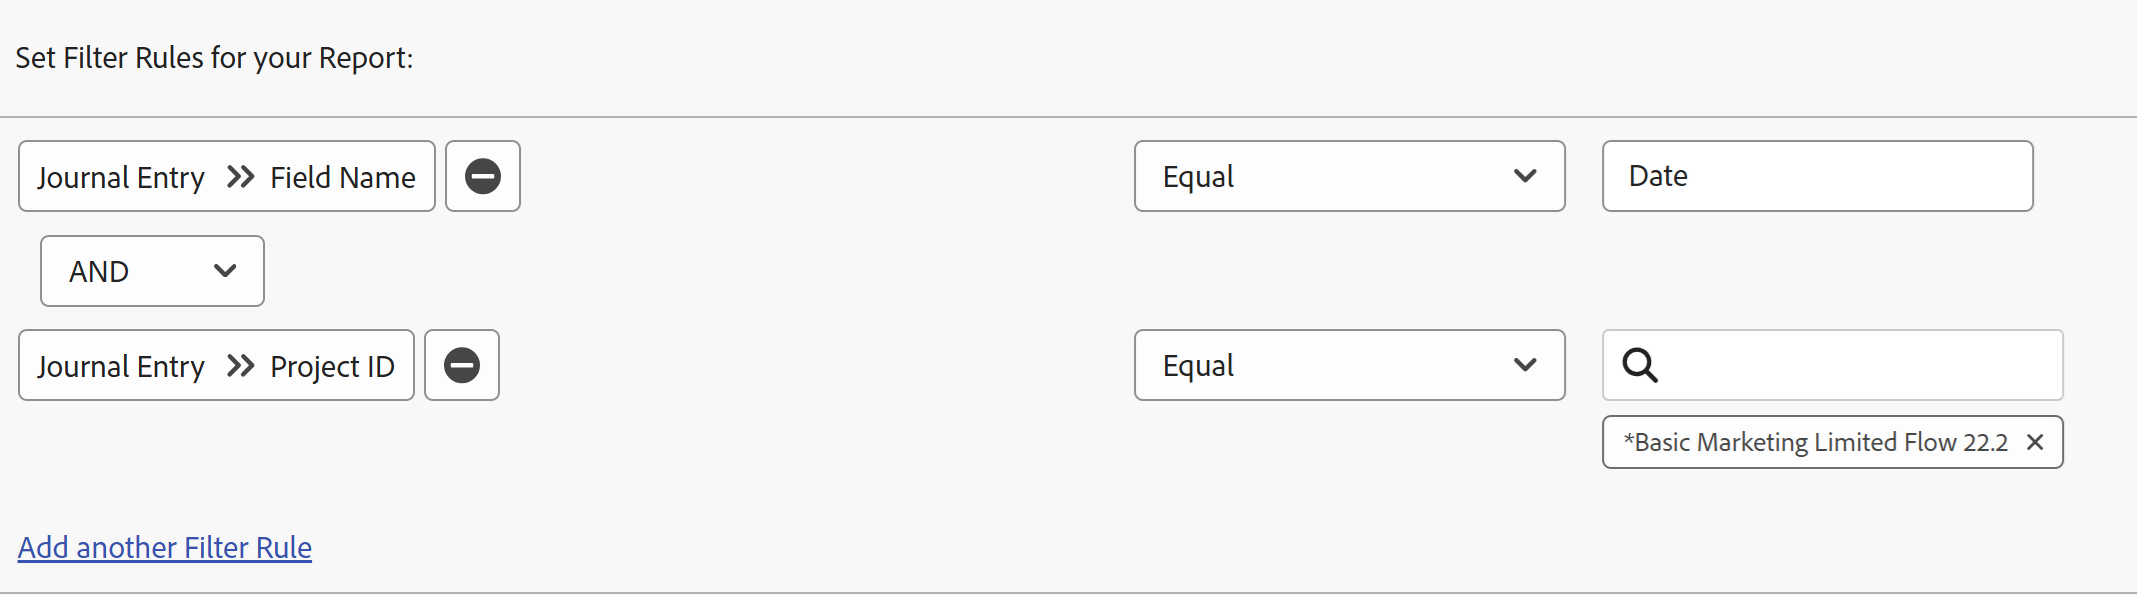 Set Filter Rules for your Report:
Journal Entry Field Name Equal Date
AND
Journal Entry Project ID Equal
*Basic Marketing Limited Flow 22.2
Add another Filter Rule